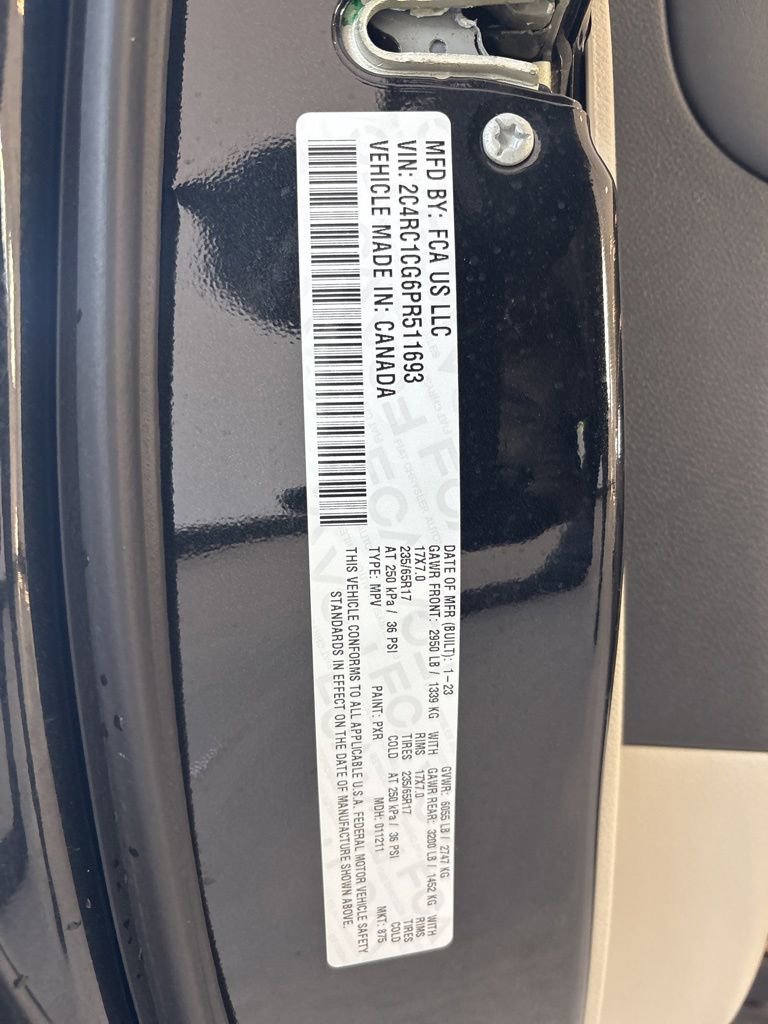 MFD BY: FCA US LLC
VIN: 2C4RC1CG6PR511693
VEHICLE MADE IN: CANADA
DATE OF MFR (BUILT): 1-23 GVWR: 6055 LB / 2747 KG
GAWR FRONT: 2950 LB / 1339 KG WITH GAWR REAR: 3200 LB / 1452 KG WITH
17X7.0 RIMS 17X7.0 RIMS
235/65R17 TIRES 235/65R17 TIRES
AT 250 kPa / 36 PSI COLD AT 250 kPa / 36 PSI COLD
TYPE: MPV PAINT: PXR MDH: 011211 MKT: 875
THIS VEHICLE CONFORMS TO ALL APPLICABLE U.S.A. FEDERAL MOTOR VEHICLE SAFETY
STANDARDS IN EFFECT ON THE DATE OF MANUFACTURE SHOWN ABOVE.